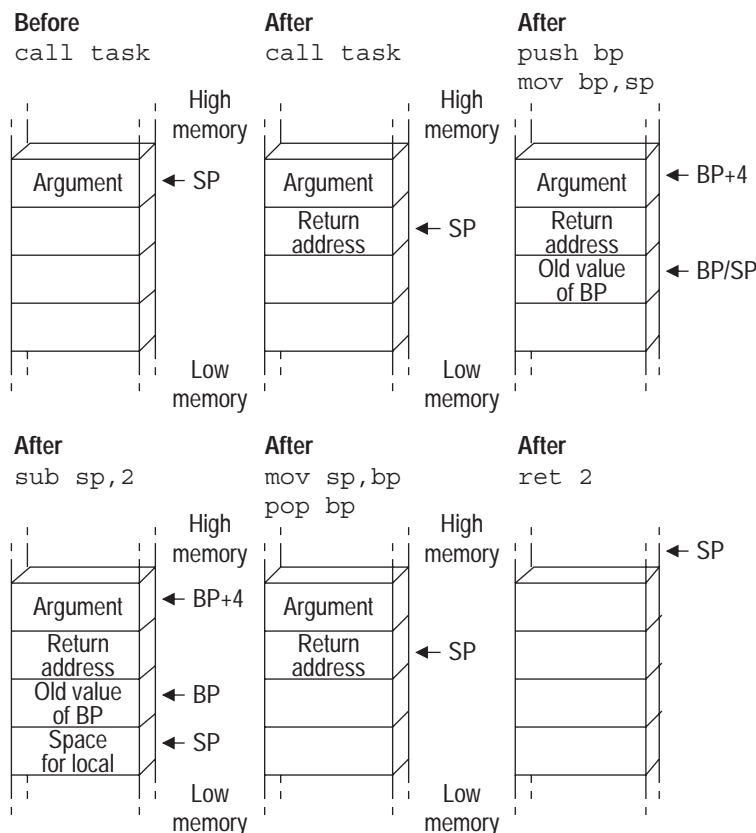 Before
call task
High
memory
Argument
SP
Low
memory
After
call task
High
memory
Argument
Return
address
SP
Low
memory
After
push bp
mov bp,sp
Argument
BP+4
Return
address
Old value
of BP
BP/SP
After
sub sp,2
High
memory
Argument
BP+4
Return
address
Old value
of BP
BP
Space
for local
SP
Low
memory
After
mov sp,bp
pop bp
High
memory
Argument
Return
address
SP
Low
memory
After
ret 2
SP